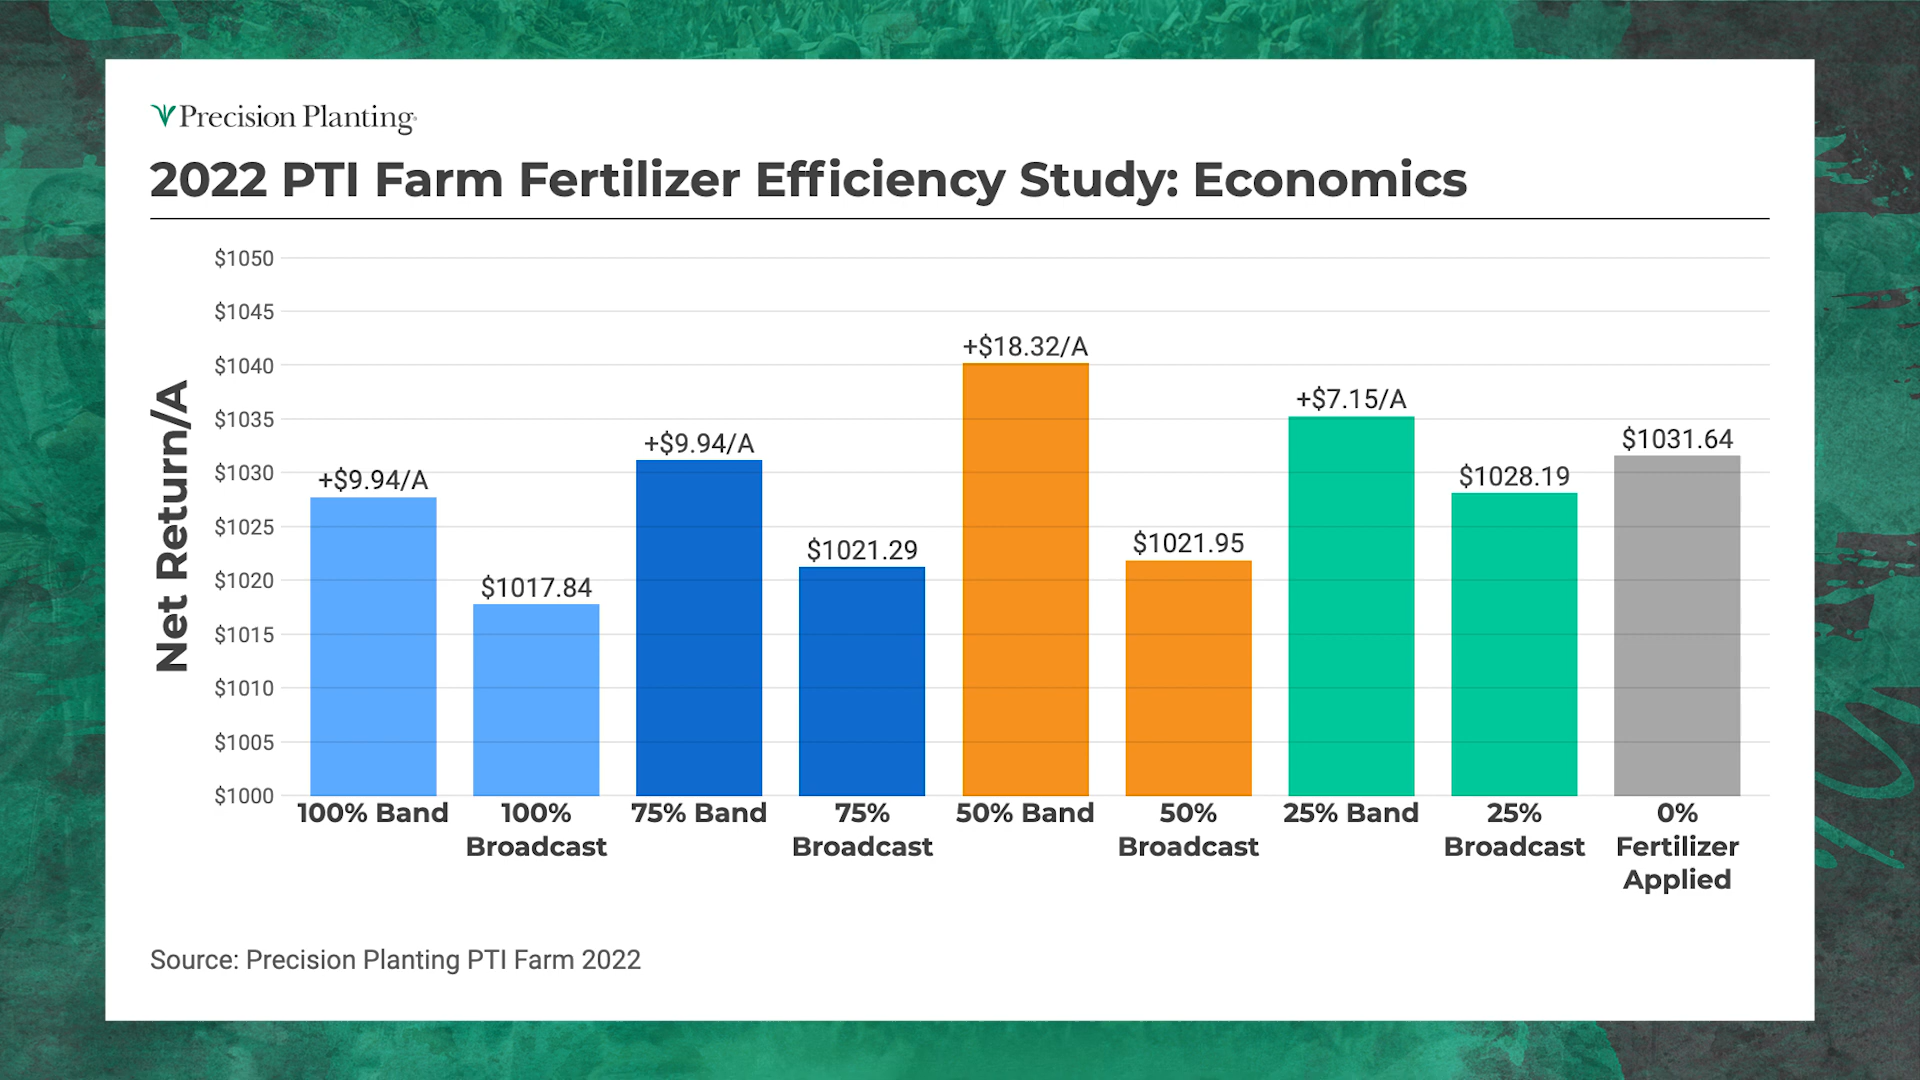 Precision Planting
2022 PTI Farm Fertilizer Efficiency Study: Economics
Net Return/A
$1050
$1045
$1040
$1035
$1030
$1025
$1020
$1015
$1010
$1005
$1000
+$9.94/A
$1017.84
+$9.94/A
$1021.29
+$18.32/A
$1021.95
+$7.15/A
$1028.19
$1031.64
100% Band
100%
Broadcast
75% Band
75%
Broadcast
50% Band
50%
Broadcast
25% Band
25%
Broadcast
0%
Fertilizer
Applied
Source: Precision Planting PTI Farm 2022